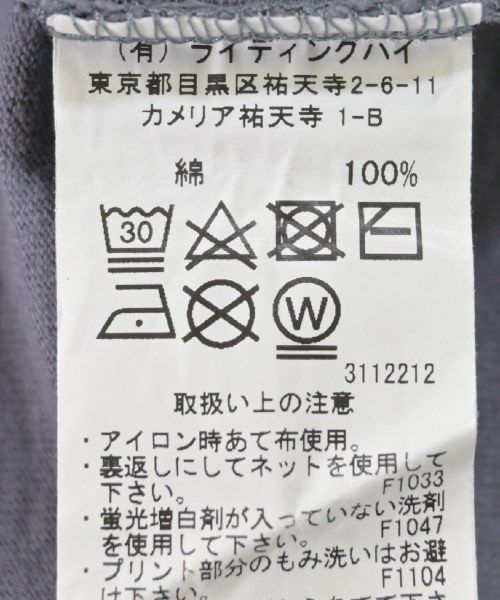 (有) ライディングハイ
東京都目黒区祐天寺2-6-11
カメリア祐天寺 1-B
綿 100%
30
W
3112212
取扱い上の注意
・アイロン時あて布使用。
・裏返しにしてネットを使用して
下さい。 F1033
・蛍光増白剤が入っていない洗剤
を使用して下さい。 F1047
・プリント部分のもみ洗いはお避
け下さい。 F1104